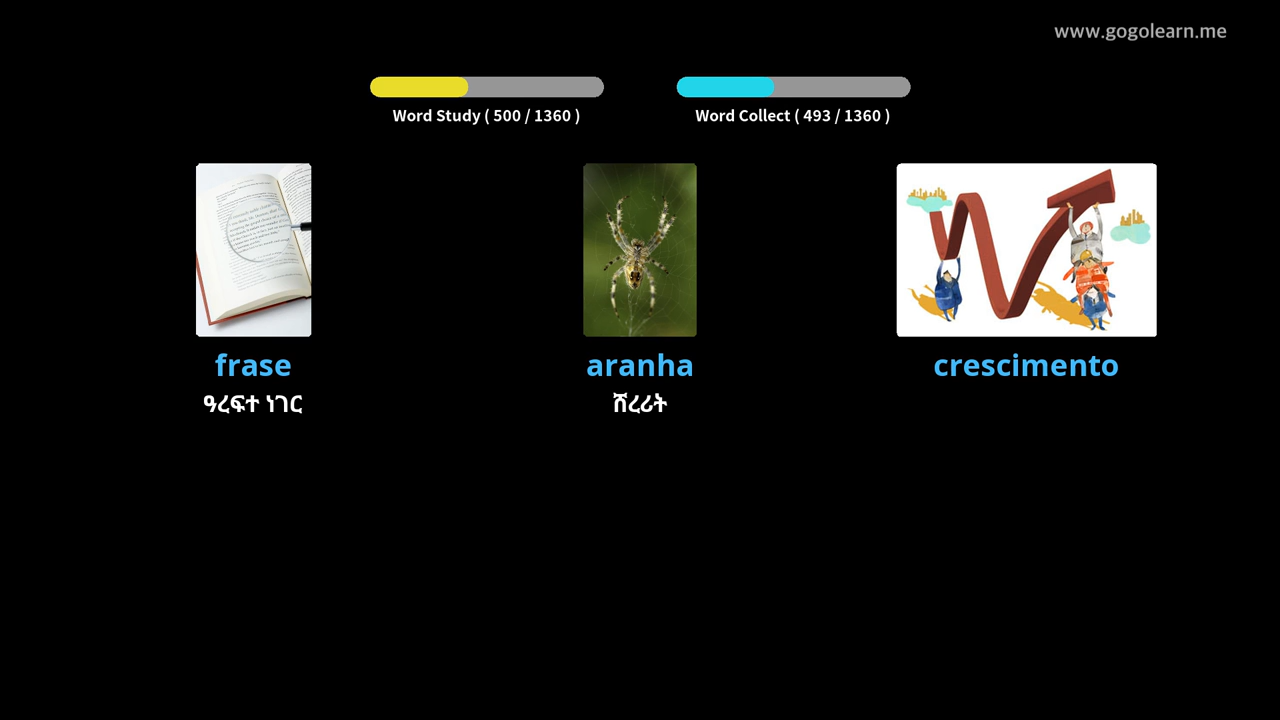 www.gogolearn.me
Word Study ( 500 / 1360 )
Word Collect ( 493 / 1360 )
frase
aranha
crescimento
ዓረፍተ ነገር
ሸረሪት